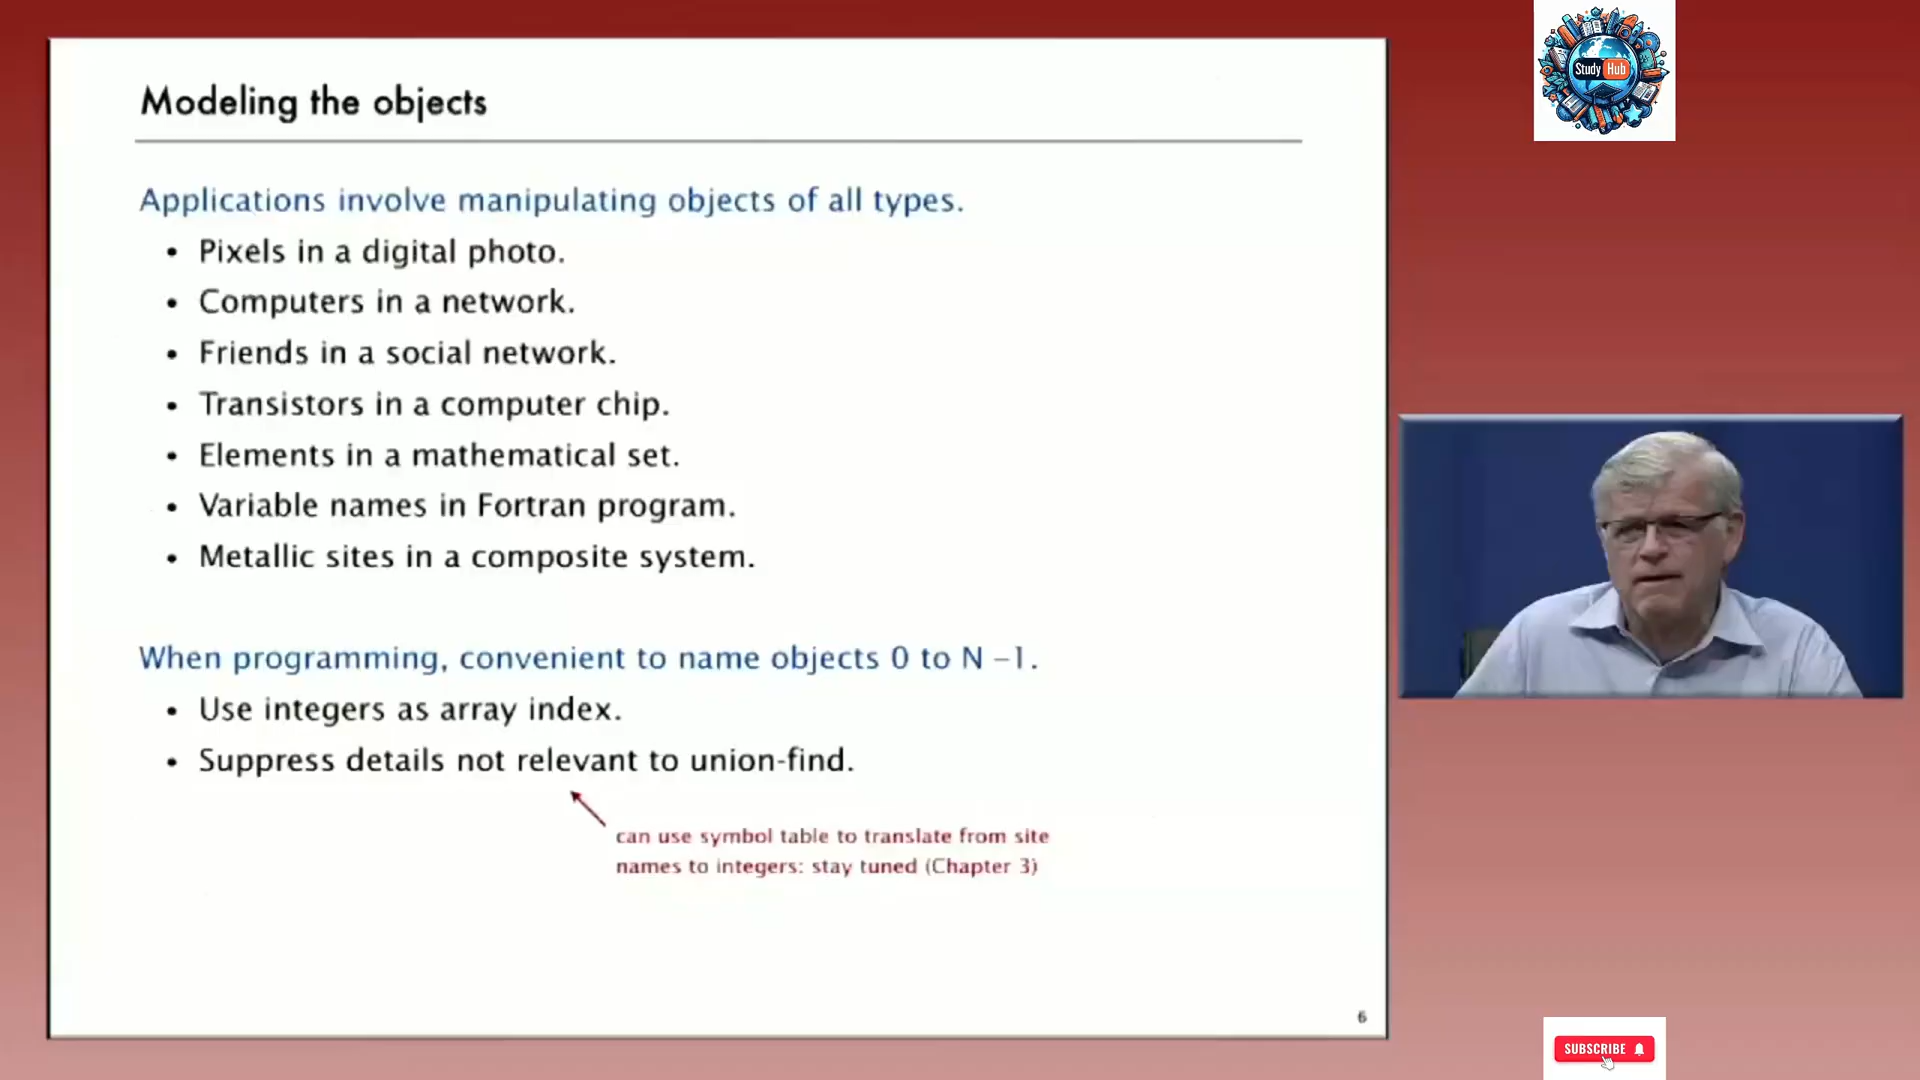 Modeling the objects
Applications involve manipulating objects of all types.
• Pixels in a digital photo.
• Computers in a network.
• Friends in a social network.
• Transistors in a computer chip.
• Elements in a mathematical set.
• Variable names in Fortran program.
• Metallic sites in a composite system.
When programming, convenient to name objects 0 to N –1.
• Use integers as array index.
• Suppress details not relevant to union-find.
can use symbol table to translate from site
names to integers: stay tuned (Chapter 3)
6
Study Hub
SUBSCRIBE